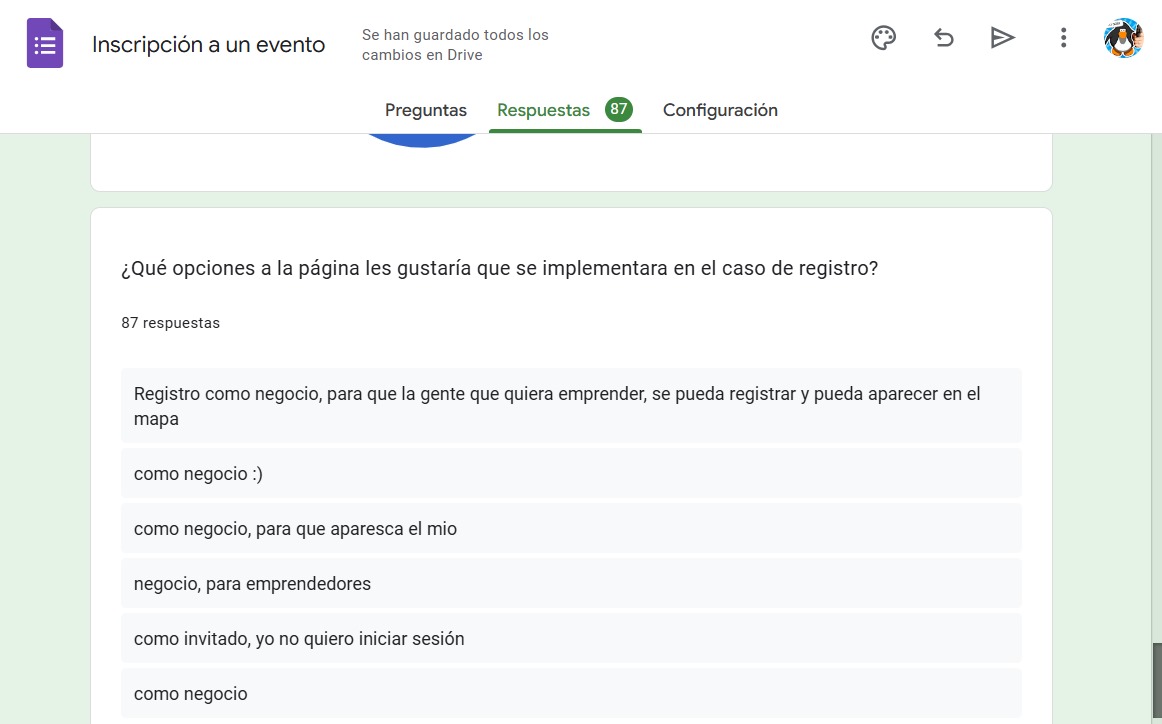 Inscripción a un evento
Se han guardado todos los
cambios en Drive
Preguntas
Respuestas 87
Configuración
¿Qué opciones a la página les gustaría que se implementara en el caso de registro?
87 respuestas
Registro como negocio, para que la gente que quiera emprender, se pueda registrar y pueda aparecer en el
mapa
como negocio :)
como negocio, para que aparesca el mio
negocio, para emprendedores
como invitado, yo no quiero iniciar sesión
como negocio